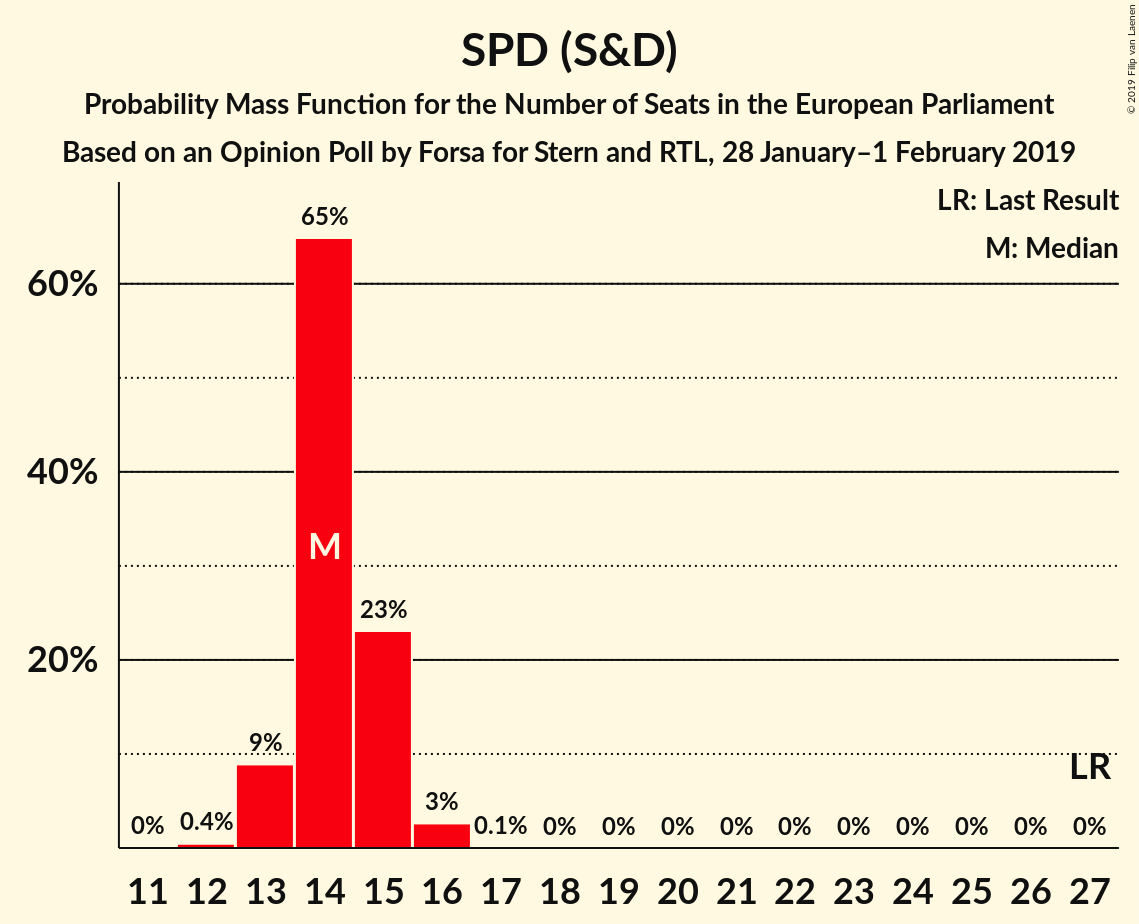 SPD (S&D)
Probability Mass Function for the Number of Seats in the European Parliament
Based on an Opinion Poll by Forsa for Stern and RTL, 28 January–1 February 2019
© 2019 Filip van Laenen
LR: Last Result
M: Median
65%
60%
40%
M
23%
20%
9%
LR
3%
0% 0.4% 0.1% 0% 0% 0% 0% 0% 0% 0% 0% 0% 0%
11 12 13 14 15 16 17 18 19 20 21 22 23 24 25 26 27